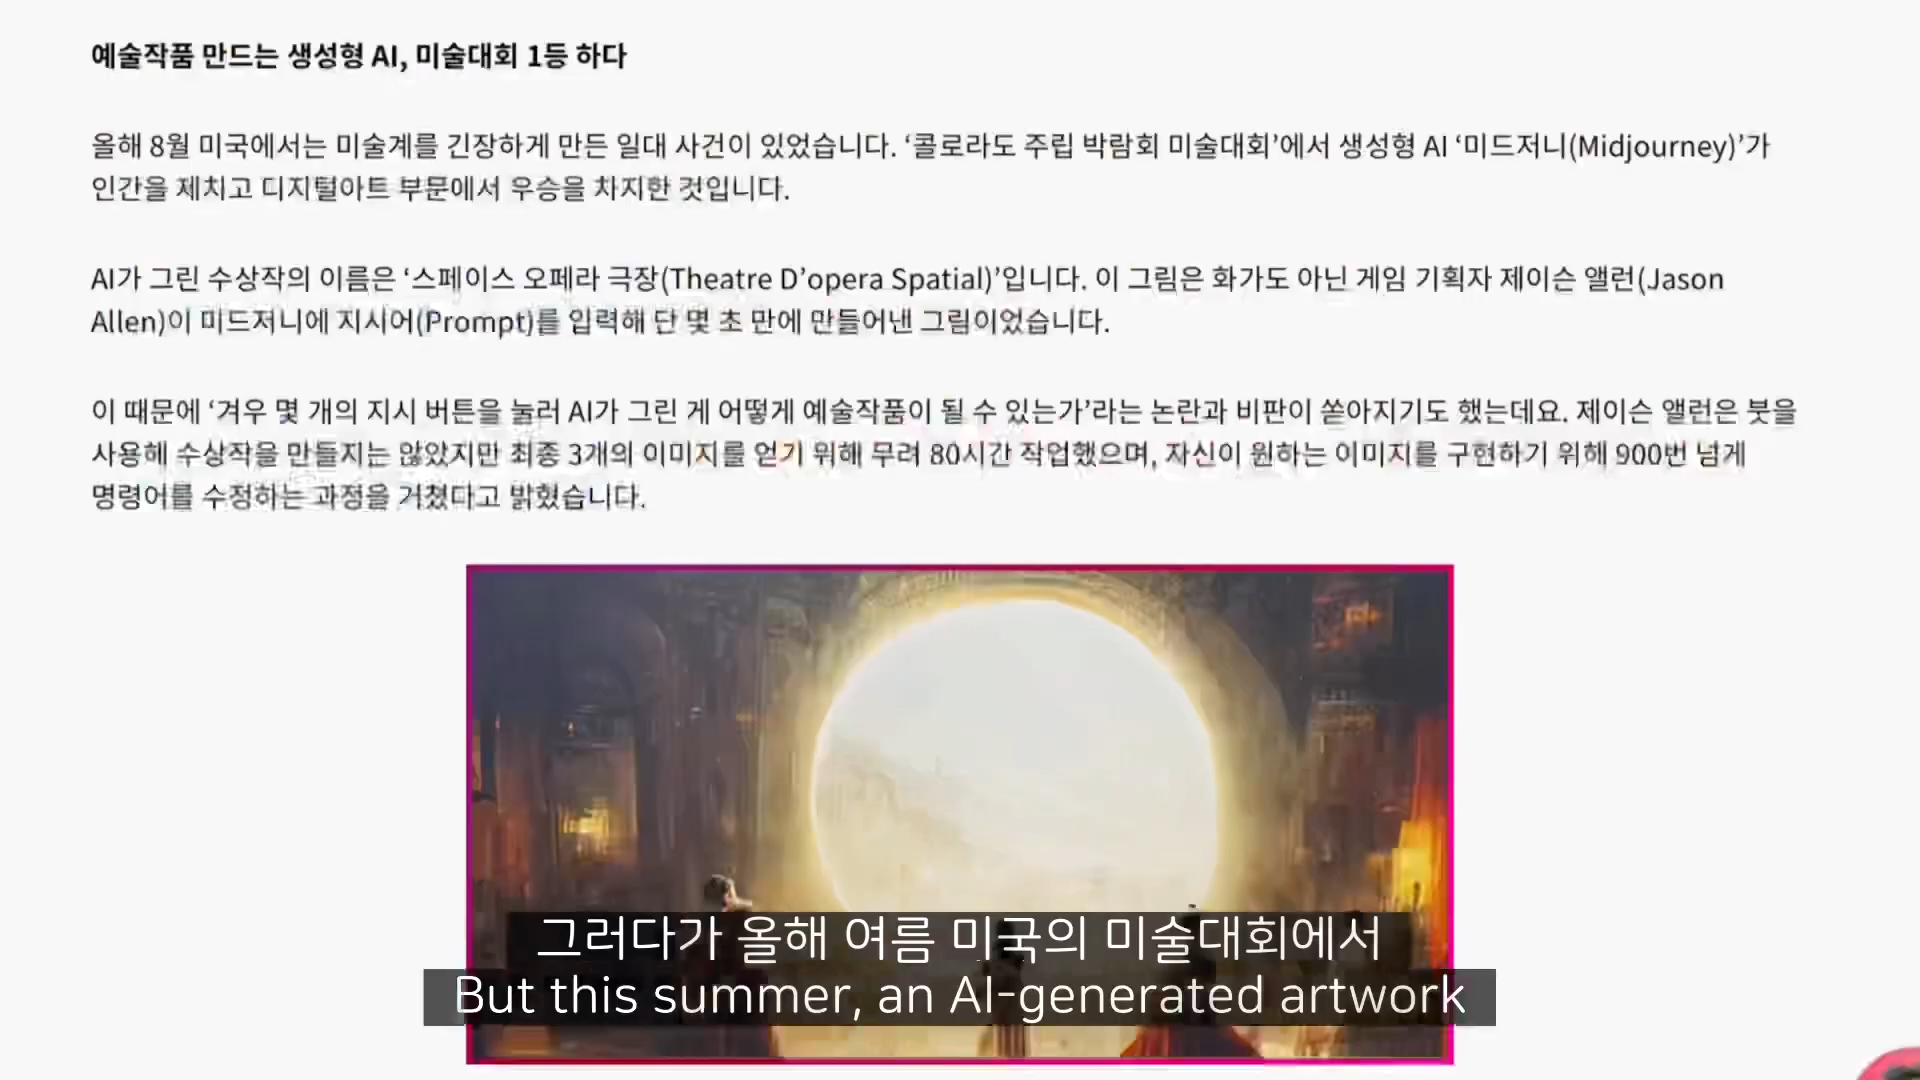 예술작품 만드는 생성형 AI, 미술대회 1등 하다
올해 8월 미국에서는 미술계를 긴장하게 만든 일대 사건이 있었습니다. ‘콜로라도 주립 박람회 미술대회’에서 생성형 AI ‘미드저니(Midjourney)’가
인간을 제치고 디지털아트 부문에서 우승을 차지한 것입니다.
AI가 그린 수상작의 이름은 ‘스페이스 오페라 극장(Theatre D’opera Spatial)’입니다. 이 그림은 화가도 아닌 게임 기획자 제이슨 앨런(Jason
Allen)이 미드저니에 지시어(Prompt)를 입력해 단 몇 초 만에 만들어낸 그림이었습니다.
이 때문에 ‘겨우 몇 개의 지시 버튼을 눌러 AI가 그린 게 어떻게 예술작품이 될 수 있는가’라는 논란과 비판이 쏟아지기도 했는데요. 제이슨 앨런은 붓을
사용해 수상작을 만들지는 않았지만 최종 3개의 이미지를 얻기 위해 무려 80시간 작업했으며, 자신이 원하는 이미지를 구현하기 위해 900번 넘게
명령어를 수정하는 과정을 거쳤다고 밝혔습니다.
그러다가 올해 여름 미국의 미술대회에서
But this summer, an AI-generated artwork